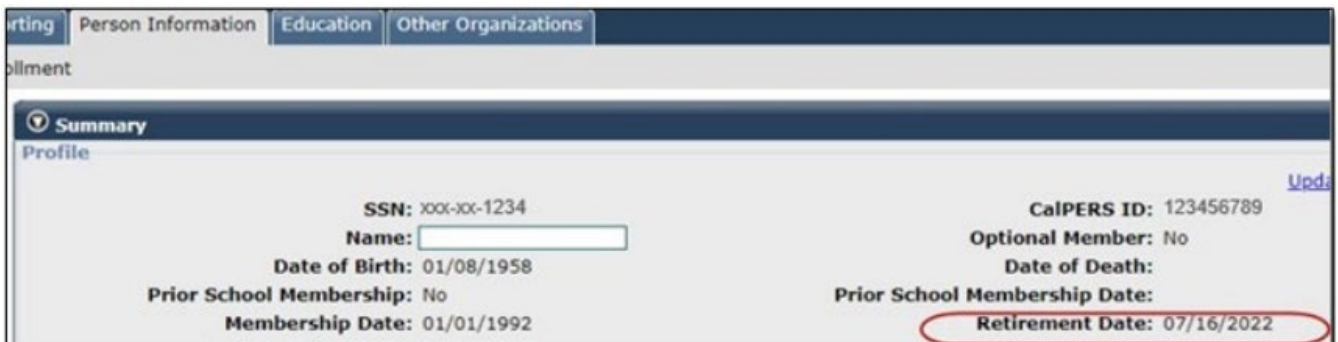 rting Person Information Education Other Organizations
ollment
Summary
Profile
Upda
SSN: xxx-xx-1234 CalPERS ID: 123456789
Name: Optional Member: No
Date of Birth: 01/08/1958 Date of Death:
Prior School Membership: No Prior School Membership Date:
Membership Date: 01/01/1992 Retirement Date: 07/16/2022